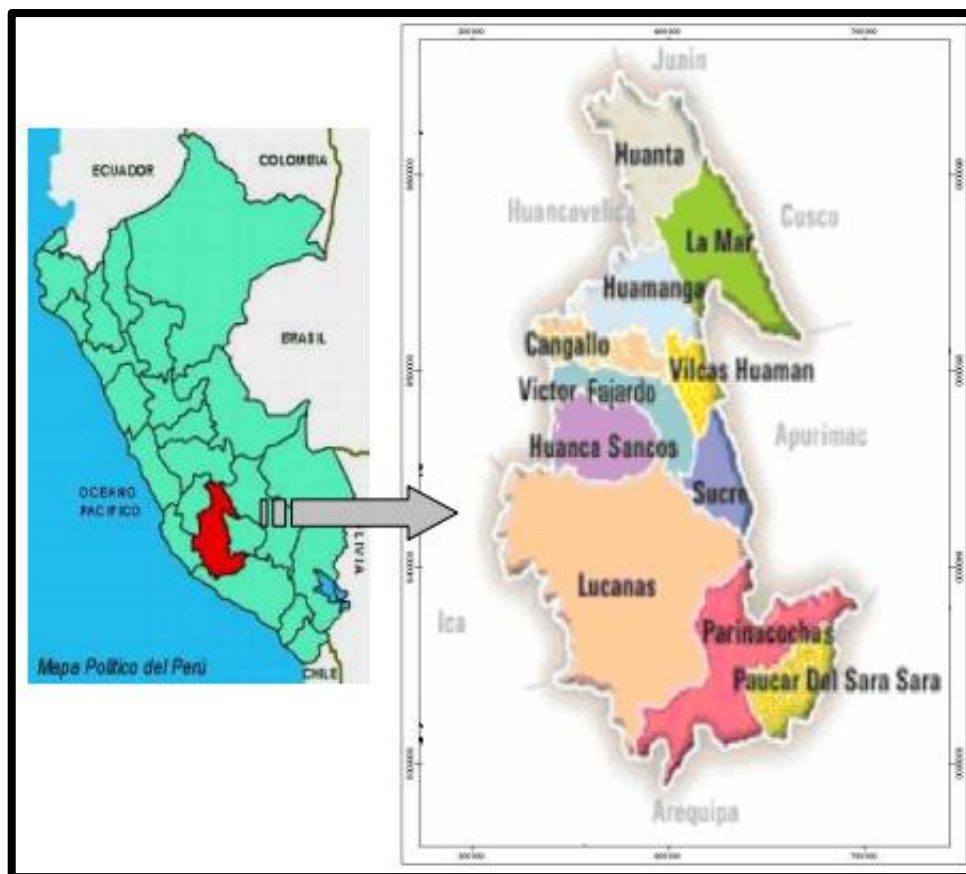 ECUADOR
COLOMBIA
BRASIL
OCEANO
PACIFICO
LIVIA
CHILE
Mapa Político del Perú
Junin
Huanta
Huancavelica
La Mar
Cusco
Huamanga
Cangallo
Vilcas Huaman
Victor Fajardo
Huanca Sancos
Apurimac
Sucre
Lucanas
Ica
Parinacochas
Paucar Del Sara Sara
Arequipa